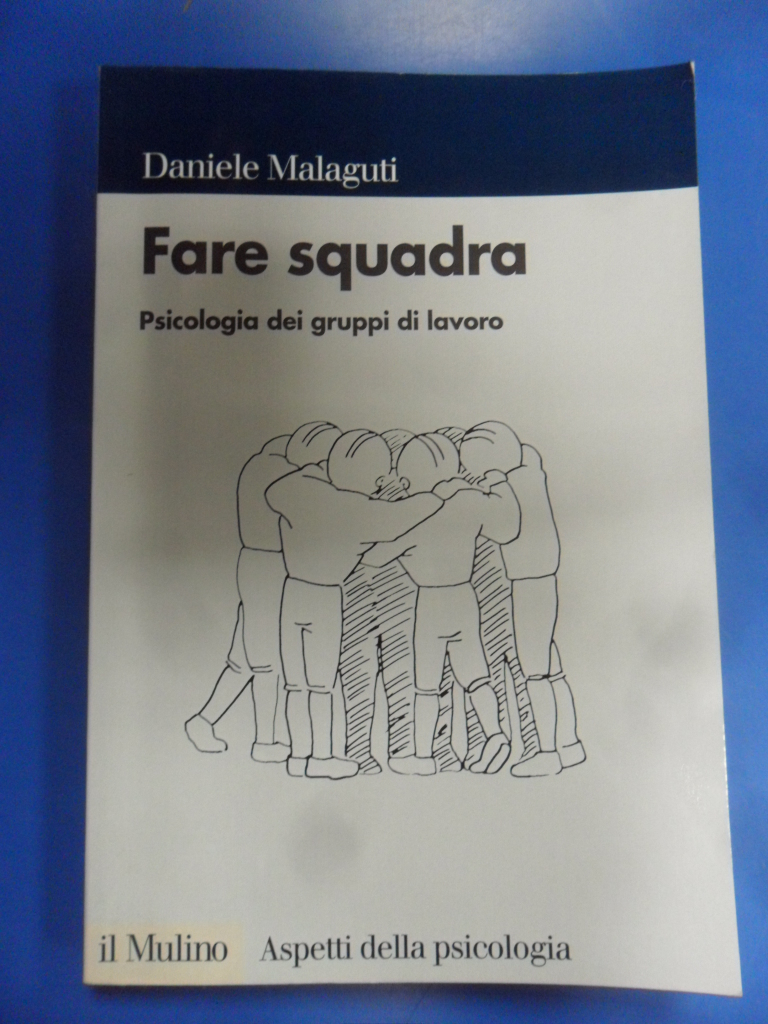 Daniele Malaguti
Fare squadra
Psicologia dei gruppi di lavoro
il Mulino Aspetti della psicologia